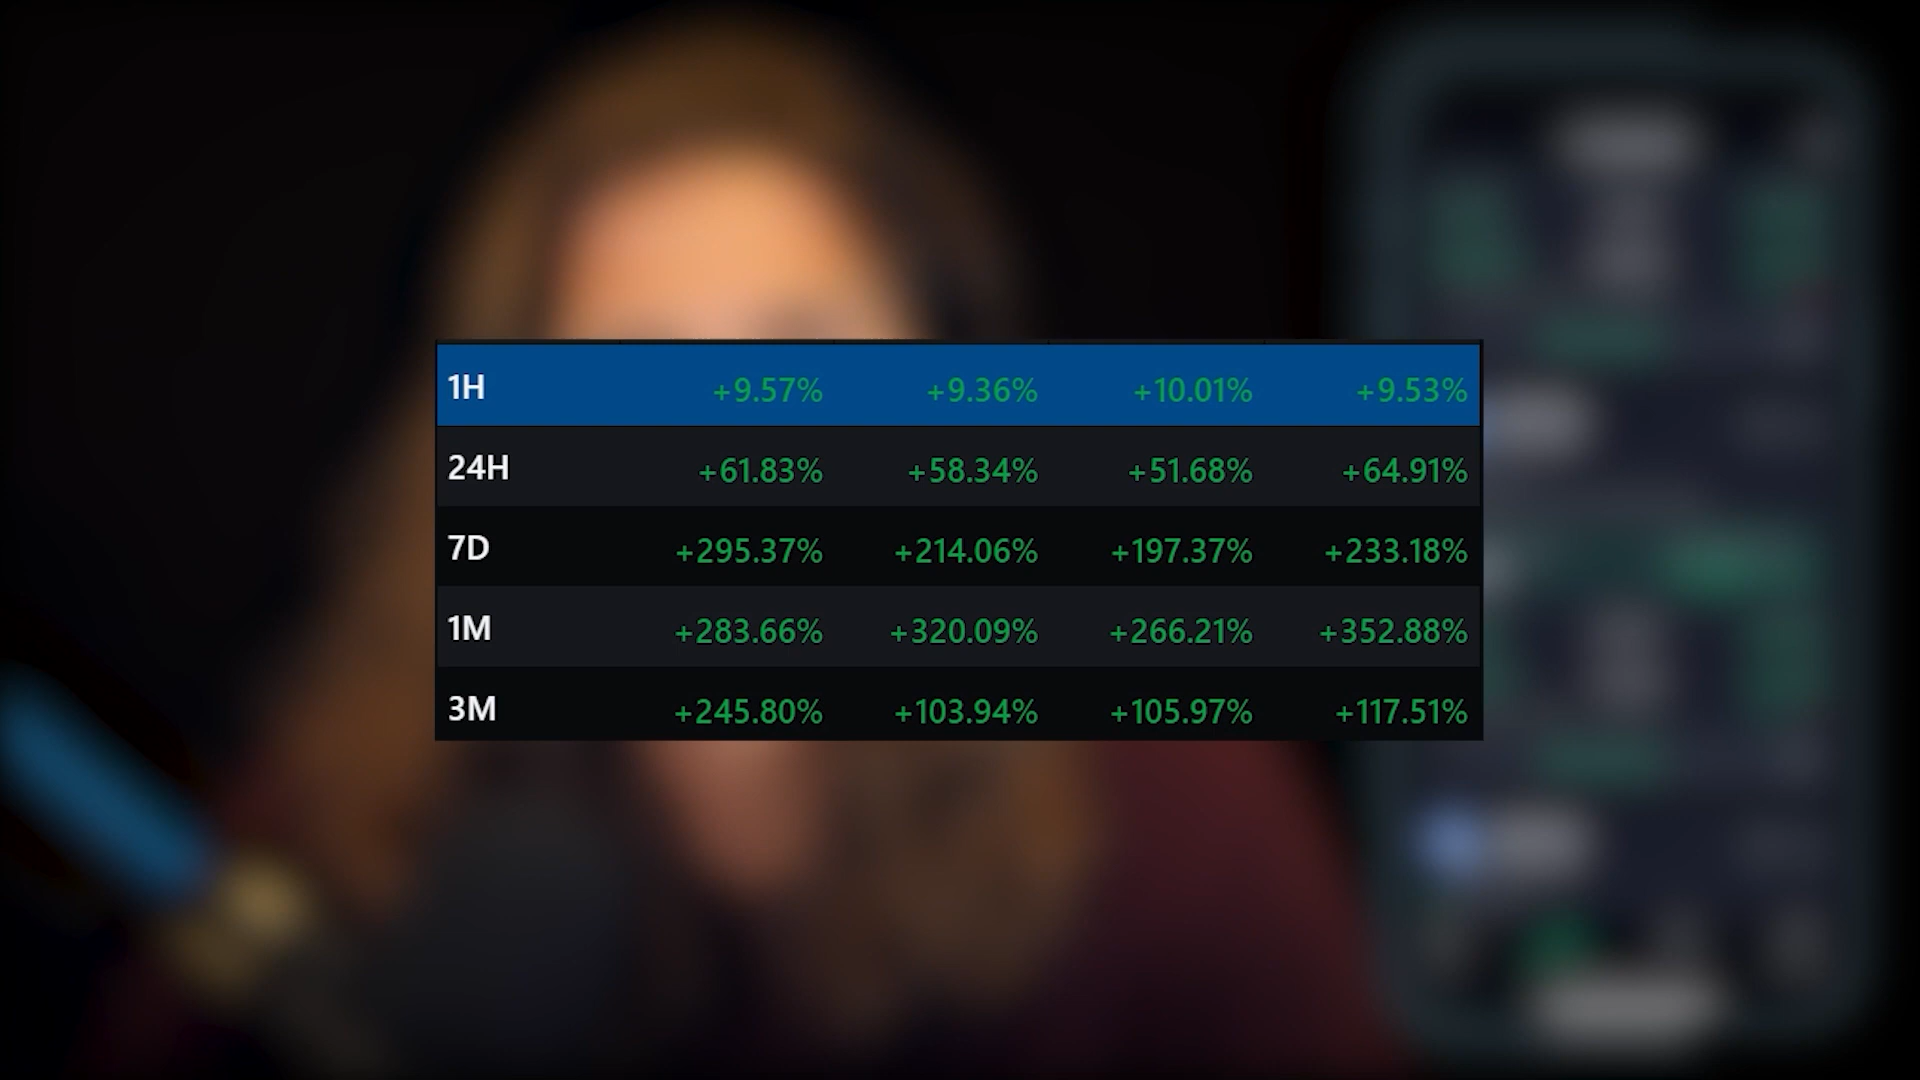 1H +9.57% +9.36% +10.01% +9.53%
24H +61.83% +58.34% +51.68% +64.91%
7D +295.37% +214.06% +197.37% +233.18%
1M +283.66% +320.09% +266.21% +352.88%
3M +245.80% +103.94% +105.97% +117.51%